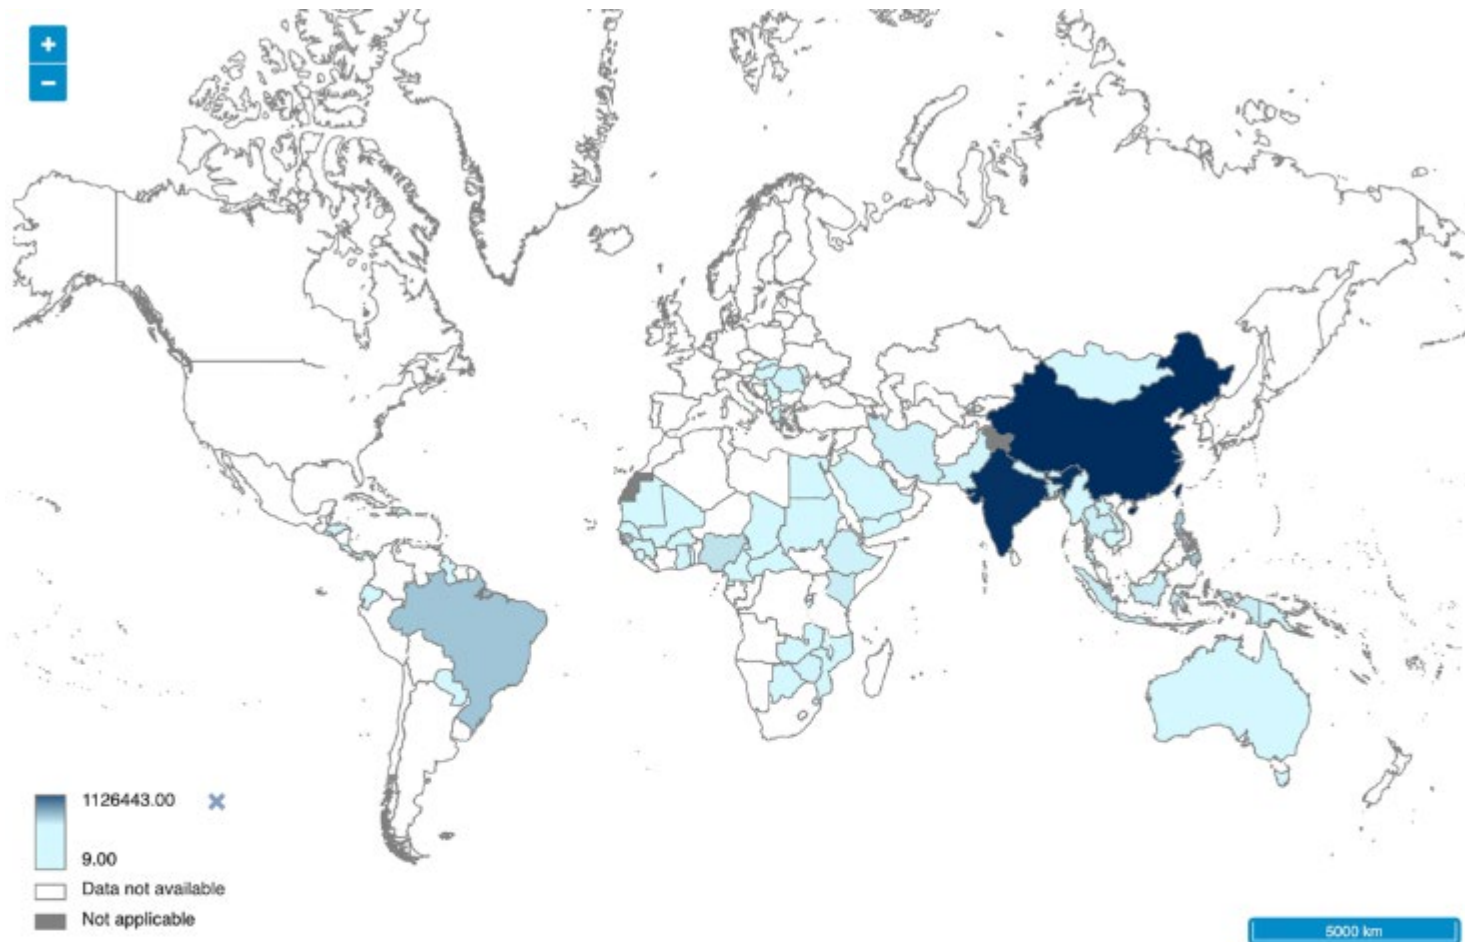 +
−
1126443.00
9.00
Data not available
Not applicable
5000 km